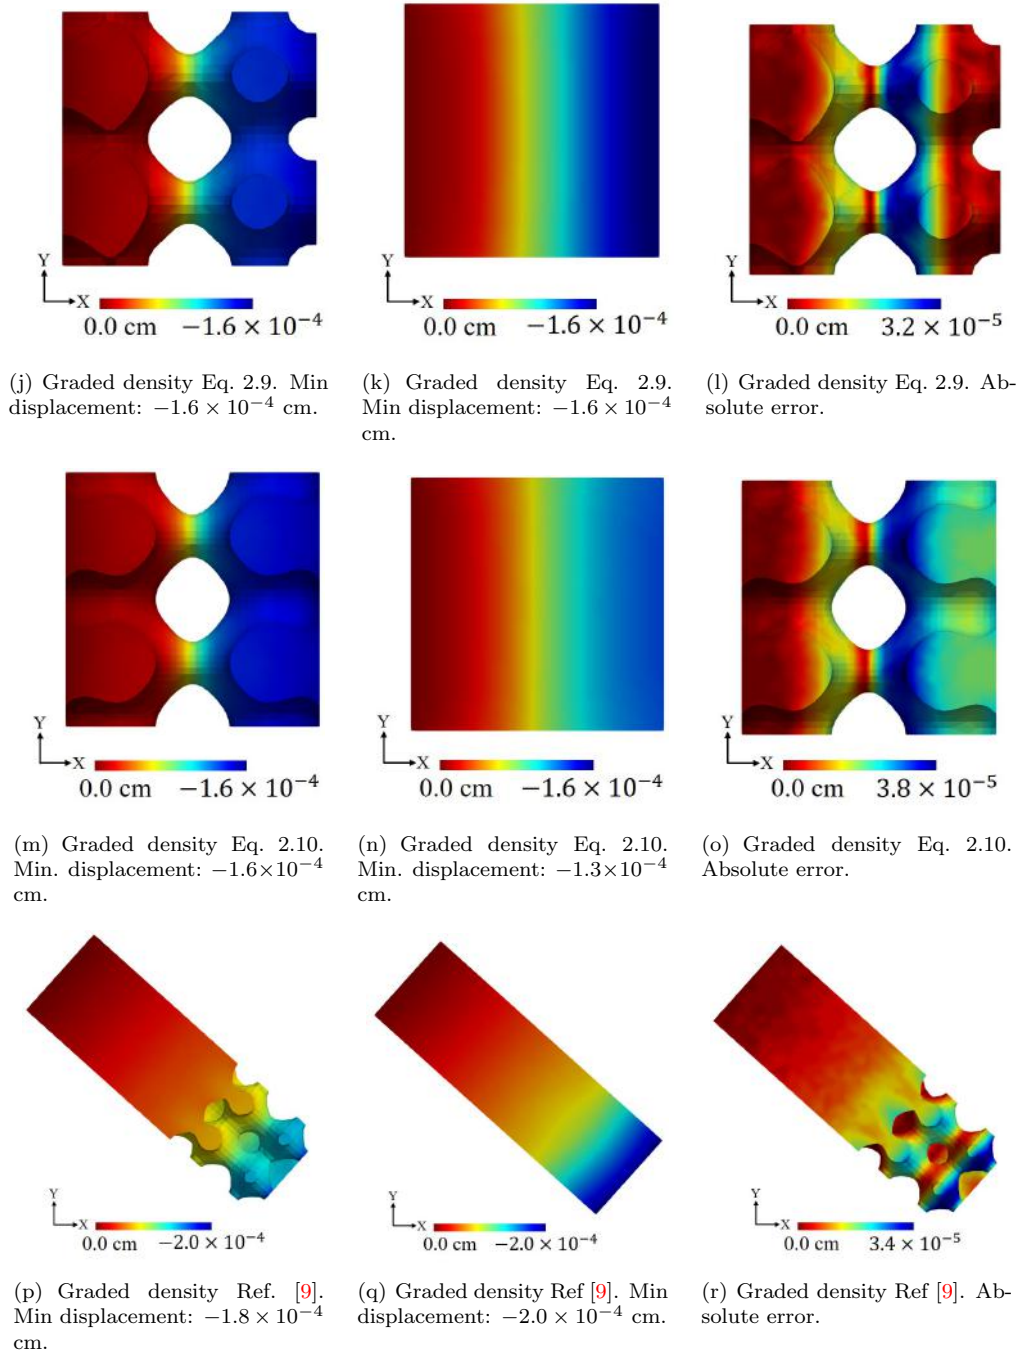 Y
Y
Y
X
X
X
0.0 cm −1.6 × 10⁻⁴
0.0 cm −1.6 × 10⁻⁴
0.0 cm 3.2 × 10⁻⁵
(j) Graded density Eq. 2.9. Min
displacement: −1.6 × 10⁻⁴ cm.
(k) Graded density Eq. 2.9.
Min displacement: −1.6 × 10⁻⁴
cm.
(l) Graded density Eq. 2.9. Ab-
solute error.
Y
Y
Y
X
X
X
0.0 cm −1.6 × 10⁻⁴
0.0 cm −1.6 × 10⁻⁴
0.0 cm 3.8 × 10⁻⁵
(m) Graded density Eq. 2.10.
Min. displacement: −1.6×10⁻⁴
cm.
(n) Graded density Eq. 2.10.
Min. displacement: −1.3×10⁻⁴
cm.
(o) Graded density Eq. 2.10.
Absolute error.
Y
Y
Y
X
X
X
0.0 cm −2.0 × 10⁻⁴
0.0 cm −2.0 × 10⁻⁴
0.0 cm 3.4 × 10⁻⁵
(p) Graded density Ref. [9].
Min displacement: −1.8 × 10⁻⁴
cm.
(q) Graded density Ref [9]. Min
displacement: −2.0 × 10⁻⁴ cm.
(r) Graded density Ref [9]. Ab-
solute error.